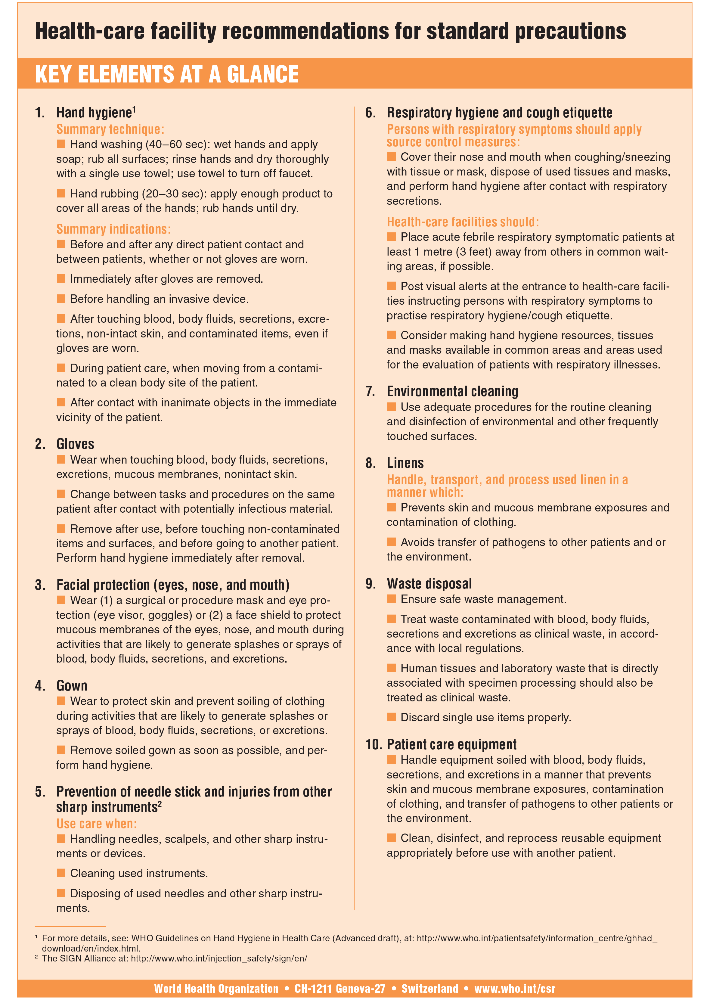 Health-care facility recommendations for standard precautions
KEY ELEMENTS AT A GLANCE
1. Hand hygiene¹
Summary technique:
■ Hand washing (40–60 sec): wet hands and apply
soap; rub all surfaces; rinse hands and dry thoroughly
with a single use towel; use towel to turn off faucet.
■ Hand rubbing (20–30 sec): apply enough product to
cover all areas of the hands; rub hands until dry.
Summary indications:
■ Before and after any direct patient contact and
between patients, whether or not gloves are worn.
■ Immediately after gloves are removed.
■ Before handling an invasive device.
■ After touching blood, body fluids, secretions, excre-
tions, non-intact skin, and contaminated items, even if
gloves are worn.
■ During patient care, when moving from a contami-
nated to a clean body site of the patient.
■ After contact with inanimate objects in the immediate
vicinity of the patient.
2. Gloves
■ Wear when touching blood, body fluids, secretions,
excretions, mucous membranes, nonintact skin.
■ Change between tasks and procedures on the same
patient after contact with potentially infectious material.
■ Remove after use, before touching non-contaminated
items and surfaces, and before going to another patient.
Perform hand hygiene immediately after removal.
3. Facial protection (eyes, nose, and mouth)
■ Wear (1) a surgical or procedure mask and eye pro-
tection (eye visor, goggles) or (2) a face shield to protect
mucous membranes of the eyes, nose, and mouth during
activities that are likely to generate splashes or sprays of
blood, body fluids, secretions, and excretions.
4. Gown
■ Wear to protect skin and prevent soiling of clothing
during activities that are likely to generate splashes or
sprays of blood, body fluids, secretions, or excretions.
■ Remove soiled gown as soon as possible, and per-
form hand hygiene.
5. Prevention of needle stick and injuries from other
sharp instruments²
Use care when:
■ Handling needles, scalpels, and other sharp instru-
ments or devices.
■ Cleaning used instruments.
■ Disposing of used needles and other sharp instru-
ments.
6. Respiratory hygiene and cough etiquette
Persons with respiratory symptoms should apply
source control measures:
■ Cover their nose and mouth when coughing/sneezing
with tissue or mask, dispose of used tissues and masks,
and perform hand hygiene after contact with respiratory
secretions.
Health-care facilities should:
■ Place acute febrile respiratory symptomatic patients at
least 1 metre (3 feet) away from others in common wait-
ing areas, if possible.
■ Post visual alerts at the entrance to health-care facili-
ties instructing persons with respiratory symptoms to
practise respiratory hygiene/cough etiquette.
■ Consider making hand hygiene resources, tissues
and masks available in common areas and areas used
for the evaluation of patients with respiratory illnesses.
7. Environmental cleaning
■ Use adequate procedures for the routine cleaning
and disinfection of environmental and other frequently
touched surfaces.
8. Linens
Handle, transport, and process used linen in a
manner which:
■ Prevents skin and mucous membrane exposures and
contamination of clothing.
■ Avoids transfer of pathogens to other patients and or
the environment.
9. Waste disposal
■ Ensure safe waste management.
■ Treat waste contaminated with blood, body fluids,
secretions and excretions as clinical waste, in accord-
ance with local regulations.
■ Human tissues and laboratory waste that is directly
associated with specimen processing should also be
treated as clinical waste.
■ Discard single use items properly.
10. Patient care equipment
■ Handle equipment soiled with blood, body fluids,
secretions, and excretions in a manner that prevents
skin and mucous membrane exposures, contamination
of clothing, and transfer of pathogens to other patients or
the environment.
■ Clean, disinfect, and reprocess reusable equipment
appropriately before use with another patient.
¹ For more details, see: WHO Guidelines on Hand Hygiene in Health Care (Advanced draft), at: http://www.who.int/patientsafety/information_centre/ghhad_
download/en/index.html.
² The SIGN Alliance at: http://www.who.int/injection_safety/sign/en/
World Health Organization • CH-1211 Geneva-27 • Switzerland • www.who.int/csr